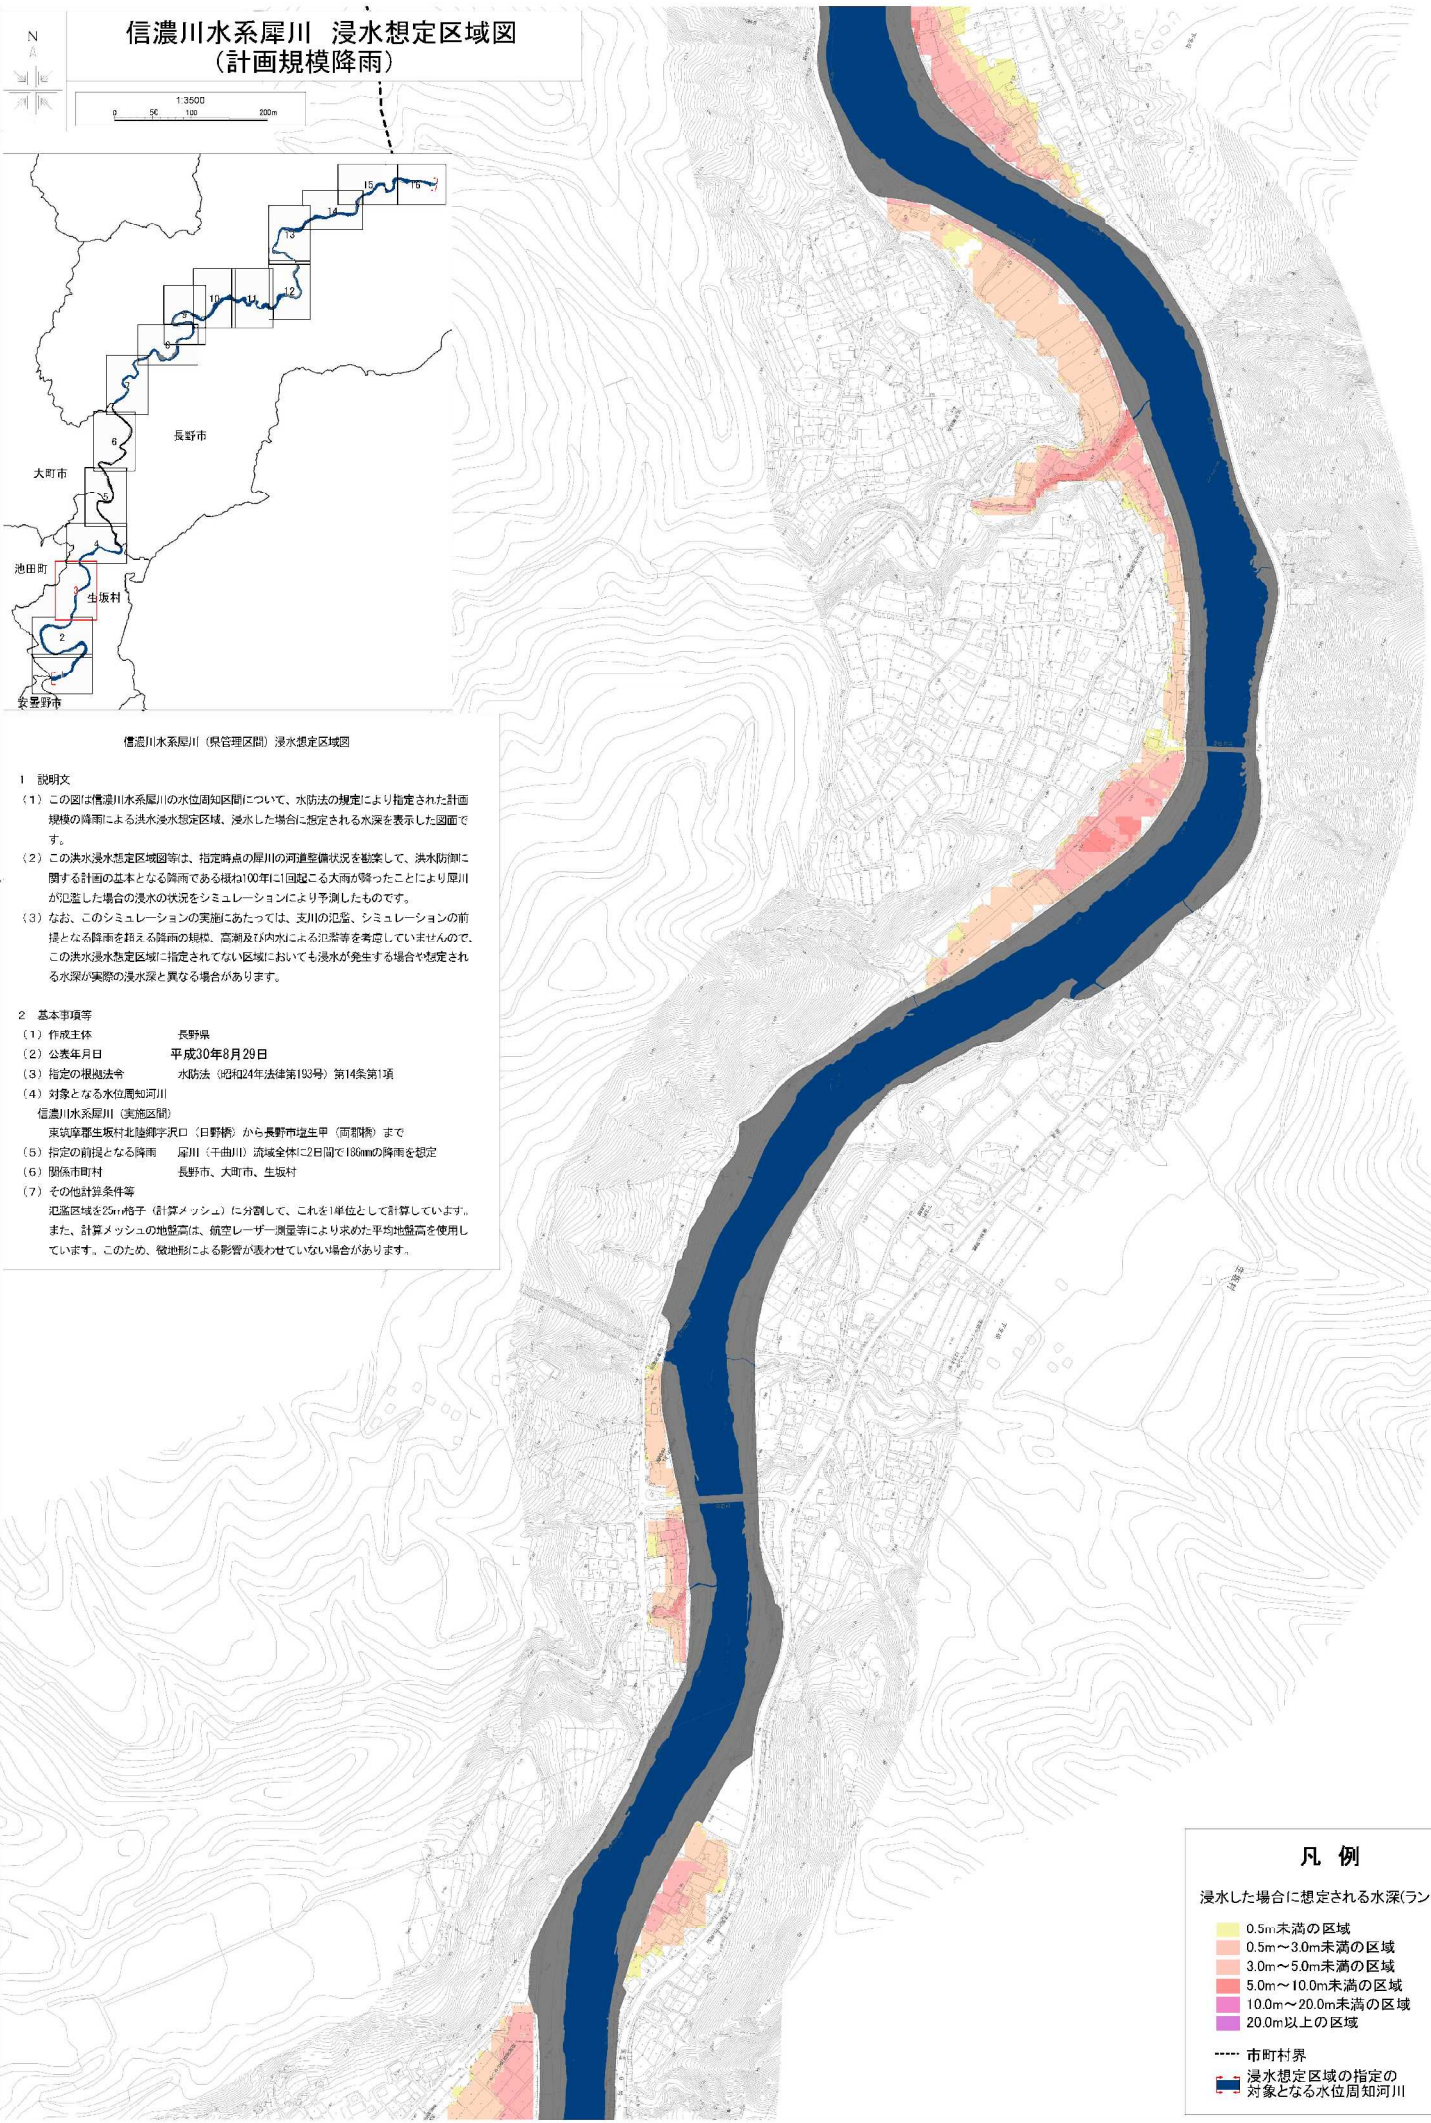 信濃川水系犀川 浸水想定区域図
(計画規模降雨)
N
1:3500
0 50 100 200m
15
16
14
13
12
11
10
9
8
7
6
5
4
3
2
長野市
大町市
池田町
生坂村
安曇野市
信濃川水系犀川（県管理区間）浸水想定区域図
1 説明文
（1）この図は信濃川水系犀川の水位周知区間について、水防法の規定により指定された計画
規模の降雨による洪水浸水想定区域、浸水した場合に想定される水深を表示した図面で
す。
（2）この洪水浸水想定区域図等は、指定時点の犀川の河道整備状況を勘案して、洪水防御に
関する計画の基本となる降雨である概ね100年に1回起こる大雨が降ったことにより犀川
が氾濫した場合の浸水の状況をシミュレーションにより予測したものです。
（3）なお、このシミュレーションの実施にあたっては、支川の氾濫、シミュレーションの前
提となる降雨を超える降雨の規模、高潮及び内水による氾濫等を考慮していませんので、
この洪水浸水想定区域に指定されてない区域においても浸水が発生する場合や想定され
る水深が実際の浸水深と異なる場合があります。
2 基本事項等
（1）作成主体 長野県
（2）公表年月日 平成30年8月29日
（3）指定の根拠法令 水防法（昭和24年法律第193号）第14条第1項
（4）対象となる水位周知河川
信濃川水系犀川（実施区間）
東筑摩郡生坂村北陸郷字沢口（日野橋）から長野市塩生甲（両郡橋）まで
（5）指定の前提となる降雨 犀川（千曲川）流域全体に2日間で186mmの降雨を想定
（6）関係市町村 長野市、大町市、生坂村
（7）その他計算条件等
氾濫区域を25m格子（計算メッシュ）に分割して、これを1単位として計算しています。
また、計算メッシュの地盤高は、航空レーザー測量等により求めた平均地盤高を使用し
ています。このため、微地形による影響が表わせていない場合があります。
生坂村
凡 例
浸水した場合に想定される水深(ラン
0.5m未満の区域
0.5m～3.0m未満の区域
3.0m～5.0m未満の区域
5.0m～10.0m未満の区域
10.0m～20.0m未満の区域
20.0m以上の区域
市町村界
浸水想定区域の指定の
対象となる水位周知河川